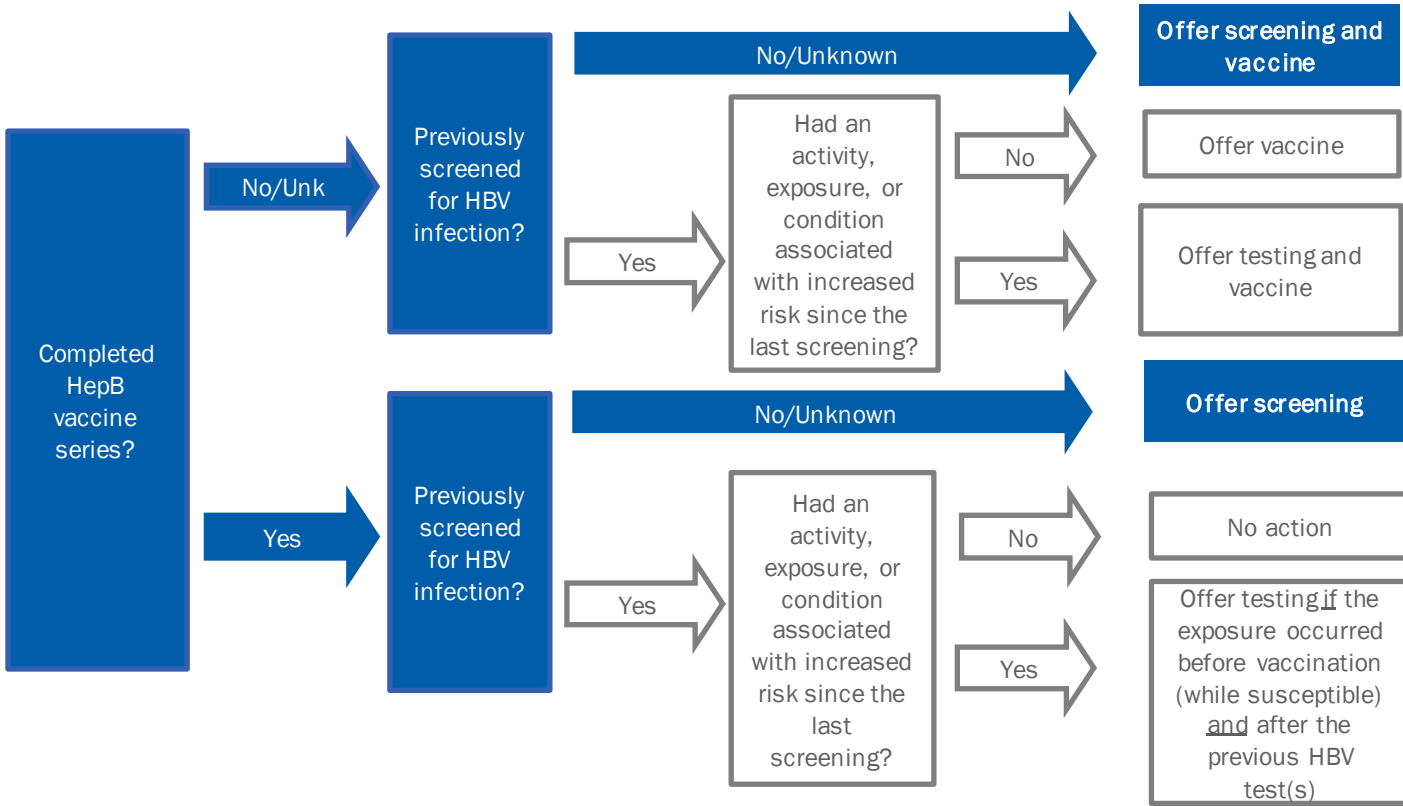 Completed
HepB
vaccine
series?
No/Unk
Previously
screened
for HBV
infection?
No/Unknown
Offer screening and
vaccine
Yes
Had an
activity,
exposure, or
condition
associated
with increased
risk since the
last screening?
No
Offer vaccine
Yes
Offer testing and
vaccine
Yes
Previously
screened
for HBV
infection?
No/Unknown
Offer screening
Yes
Had an
activity,
exposure, or
condition
associated
with increased
risk since the
last
screening?
No
No action
Yes
Offer testing if the
exposure occurred
before vaccination
(while susceptible)
and after the
previous HBV
test(s)